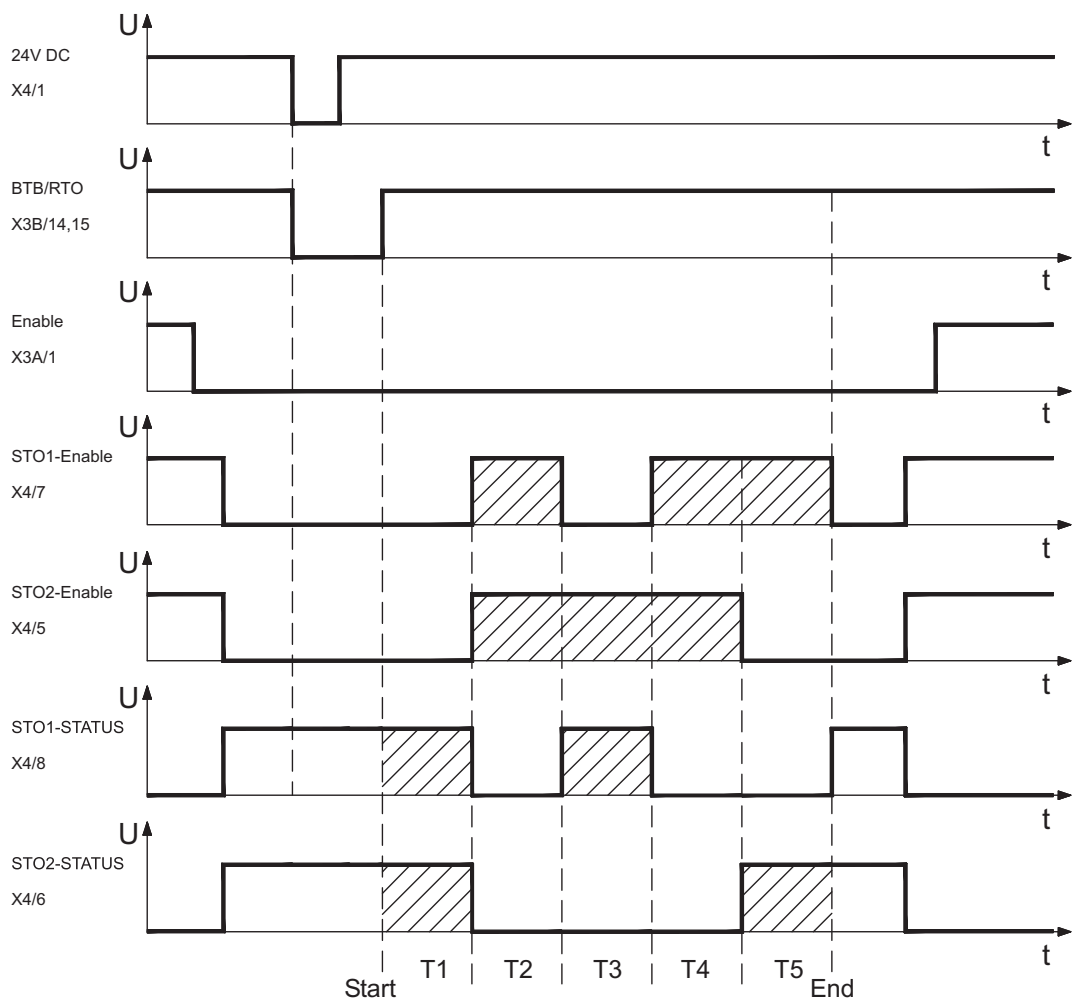 U
24V DC
X4/1
t
U
BTB/RTO
X3B/14,15
t
U
Enable
X3A/1
t
U
STO1-Enable
X4/7
t
U
STO2-Enable
X4/5
t
U
STO1-STATUS
X4/8
t
U
STO2-STATUS
X4/6
t
T1 T2 T3 T4 T5
Start End